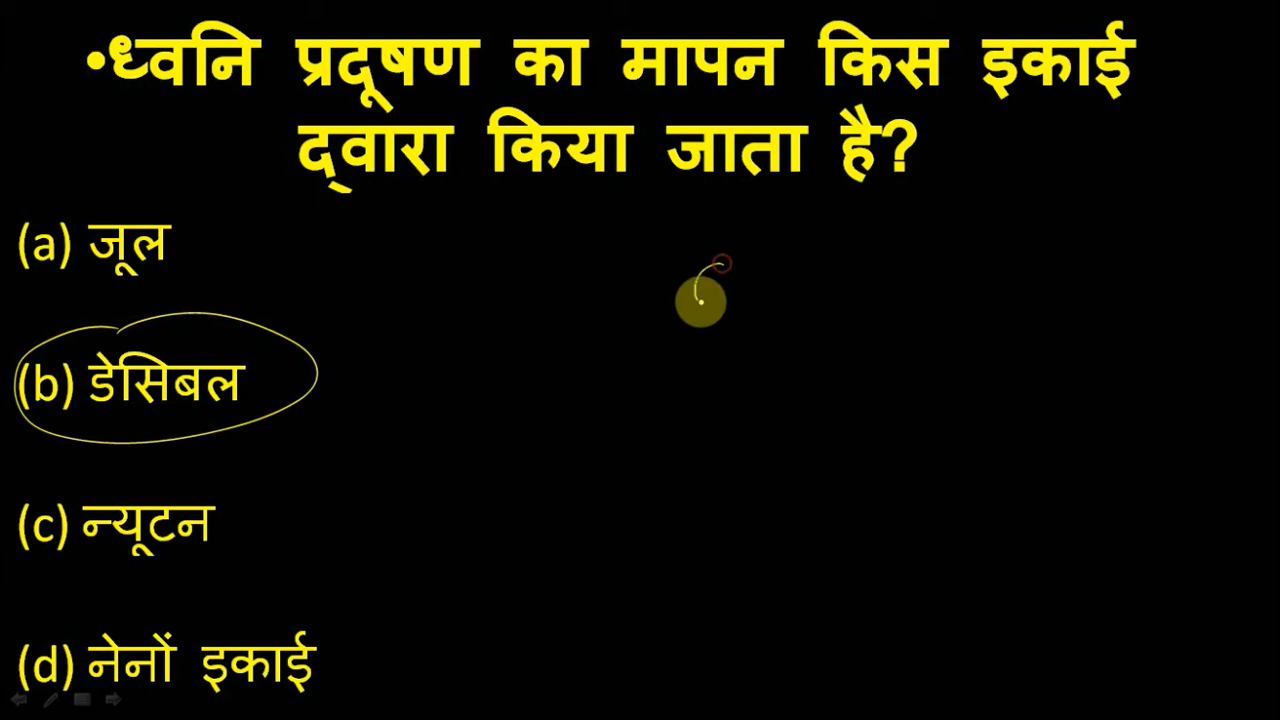 •ध्वनि प्रदूषण का मापन किस इकाई
द्वारा किया जाता है?
(a) जूल
(b) डेसिबल
(c) न्यूटन
(d) नेनों इकाई